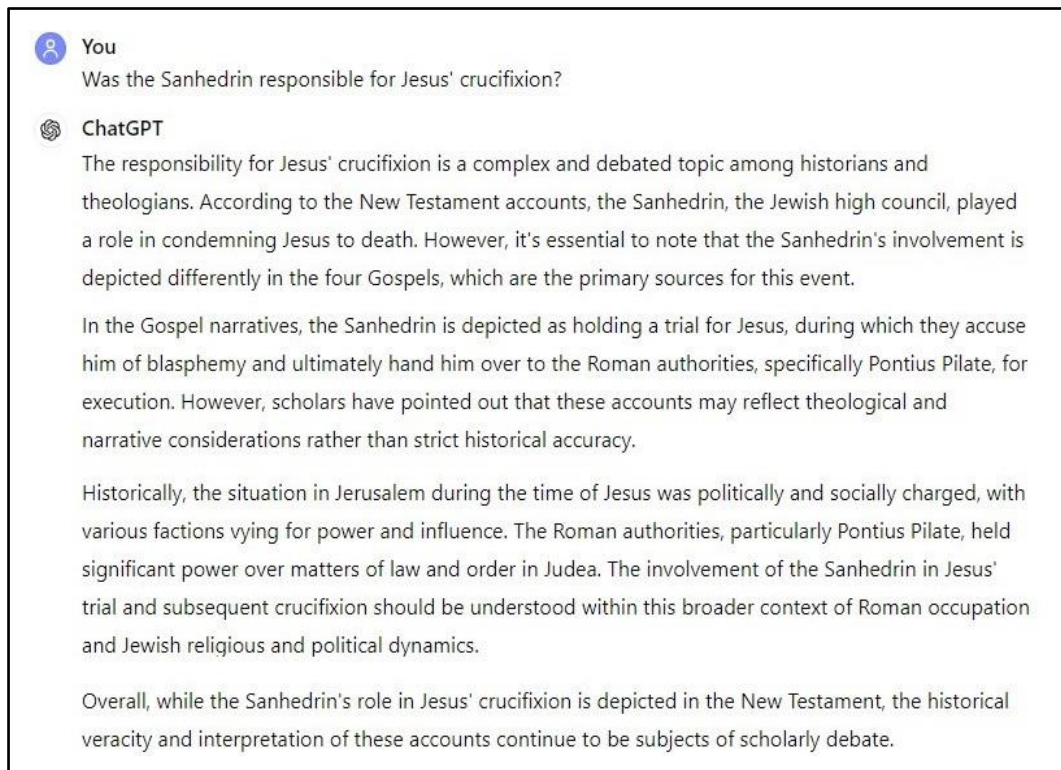 You
Was the Sanhedrin responsible for Jesus' crucifixion?
ChatGPT
The responsibility for Jesus' crucifixion is a complex and debated topic among historians and
theologians. According to the New Testament accounts, the Sanhedrin, the Jewish high council, played
a role in condemning Jesus to death. However, it's essential to note that the Sanhedrin's involvement is
depicted differently in the four Gospels, which are the primary sources for this event.
In the Gospel narratives, the Sanhedrin is depicted as holding a trial for Jesus, during which they accuse
him of blasphemy and ultimately hand him over to the Roman authorities, specifically Pontius Pilate, for
execution. However, scholars have pointed out that these accounts may reflect theological and
narrative considerations rather than strict historical accuracy.
Historically, the situation in Jerusalem during the time of Jesus was politically and socially charged, with
various factions vying for power and influence. The Roman authorities, particularly Pontius Pilate, held
significant power over matters of law and order in Judea. The involvement of the Sanhedrin in Jesus'
trial and subsequent crucifixion should be understood within this broader context of Roman occupation
and Jewish religious and political dynamics.
Overall, while the Sanhedrin's role in Jesus' crucifixion is depicted in the New Testament, the historical
veracity and interpretation of these accounts continue to be subjects of scholarly debate.